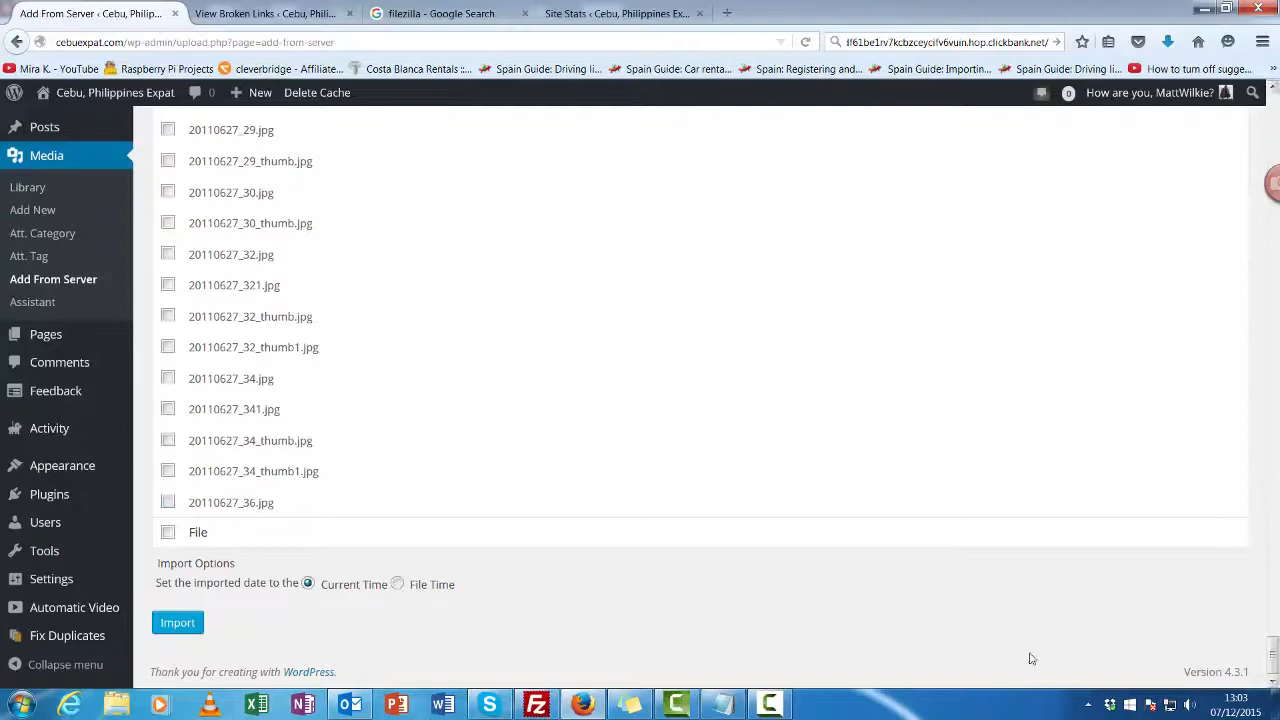 Add From Server ‹ Cebu, Philip... × View Broken Links ‹ Cebu, Phili... × filezilla - Google Search × Site Stats ‹ Cebu, Philippines Ex... × +
cebuexpat.com/wp-admin/upload.php?page=add-from-server ff61be1rv7kcbzceycifv6vuin.hop.clickbank.net/
Mira K. - YouTube Raspberry Pi Projects cleverbridge - Affiliate... Costa Blanca Rentals :... Spain Guide: Driving li... Spain Guide: Car renta... Spain: Registering and... Spain Guide: Importin... Spain Guide: Driving li... How to turn off sugge... »
Cebu, Philippines Expat 0 + New Delete Cache 0 How are you, MattWilkie?
Posts
Media
Library
Add New
Att. Category
Att. Tag
Add From Server
Assistant
Pages
Comments
Feedback
Activity
Appearance
Plugins
Users
Tools
Settings
Automatic Video
Fix Duplicates
Collapse menu
20110627_29.jpg
20110627_29_thumb.jpg
20110627_30.jpg
20110627_30_thumb.jpg
20110627_32.jpg
20110627_321.jpg
20110627_32_thumb.jpg
20110627_32_thumb1.jpg
20110627_34.jpg
20110627_341.jpg
20110627_34_thumb.jpg
20110627_34_thumb1.jpg
20110627_36.jpg
File
Import Options
Set the imported date to the Current Time File Time
Import
Thank you for creating with WordPress. Version 4.3.1
13:03
07/12/2015